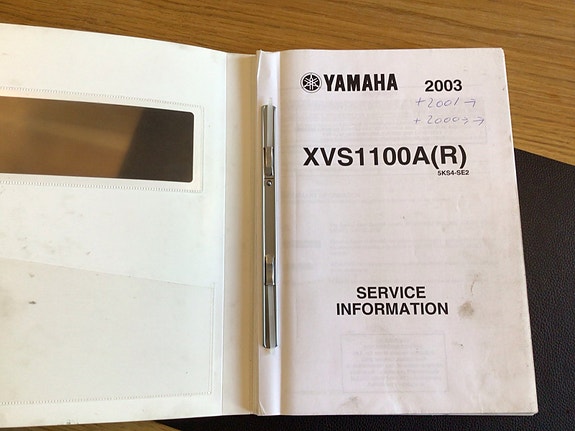 YAMAHA 2003
+2001→
+2000→→
XVS1100A(R)
5KS4-SE2
SERVICE
INFORMATION